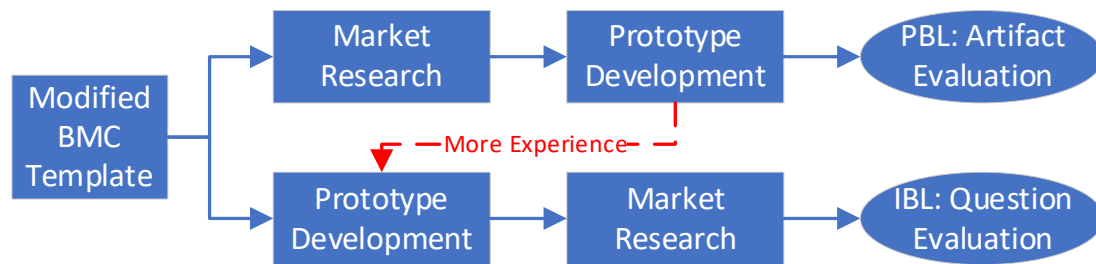 Modified
BMC
Template
Market
Research
Prototype
Development
PBL: Artifact
Evaluation
More Experience
Prototype
Development
Market
Research
IBL: Question
Evaluation